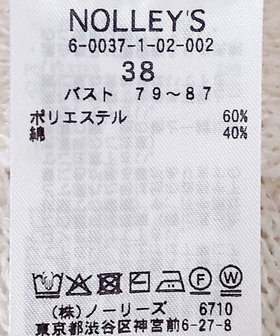 NOLLEY'S
6-0037-1-02-002
38
バスト 79～87
ポリエステル 60%
綿 40%
(株)ノーリーズ 6710
東京都渋谷区神宮前6-27-8